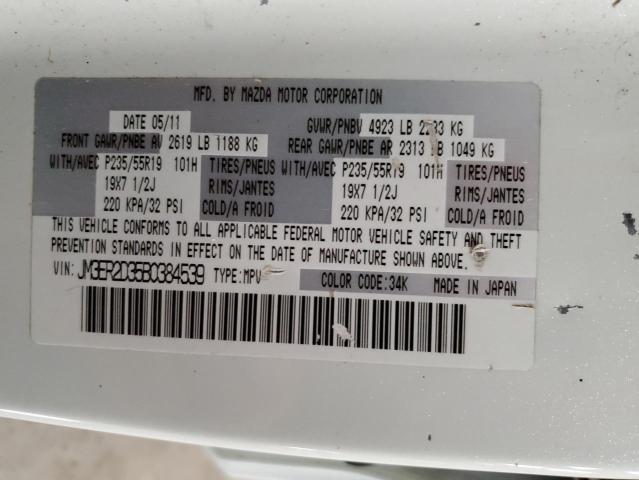 MFD. BY MAZDA MOTOR CORPORATION
DATE 05/11 GVWR/PNBV 4923 LB 2233 KG
FRONT GAWR/PNBE AV 2619 LB 1188 KG REAR GAWR/PNBE AR 2313 LB 1049 KG
WITH/AVEC P235/55R19 101H TIRES/PNEUS WITH/AVEC P235/55R19 101H TIRES/PNEUS
19X7 1/2J RIMS/JANTES 19X7 1/2J RIMS/JANTES
220 KPA/32 PSI COLD/A FROID 220 KPA/32 PSI COLD/A FROID
THIS VEHICLE CONFORMS TO ALL APPLICABLE FEDERAL MOTOR VEHICLE SAFETY AND THEFT
PREVENTION STANDARDS IN EFFECT ON THE DATE OF MANUFACTURE SHOWN ABOVE.
VIN: JM3ER2D35B0384539 TYPE:MPV COLOR CODE:34K MADE IN JAPAN